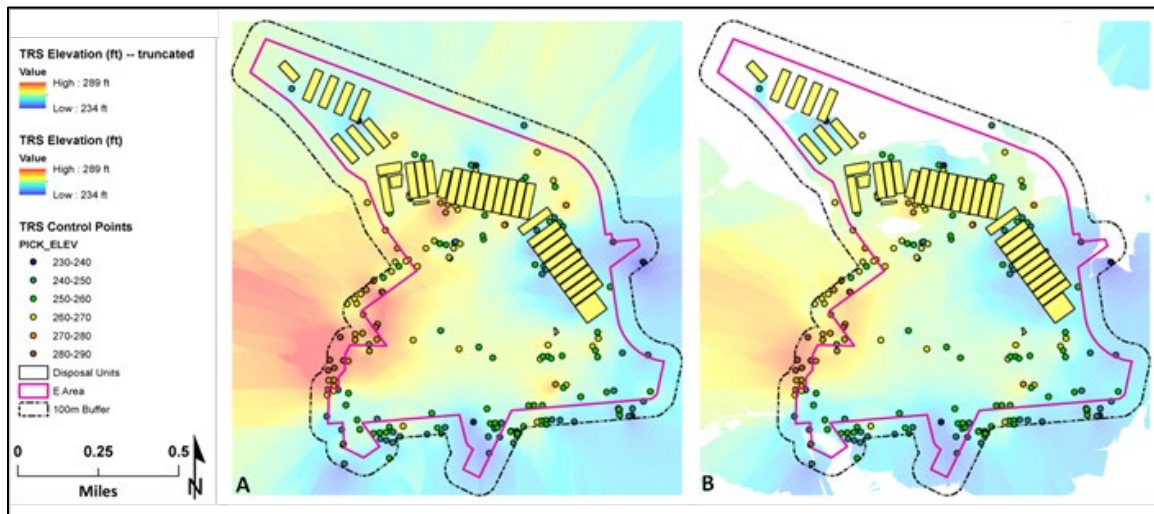 TRS Elevation (ft) -- truncated
Value
High : 289 ft
Low : 234 ft
TRS Elevation (ft)
Value
High : 289 ft
Low : 234 ft
TRS Control Points
PICK_ELEV
230-240
240-250
250-260
260-270
270-280
280-290
Disposal Units
E Area
100m Buffer
0 0.25 0.5
Miles
N
A
B